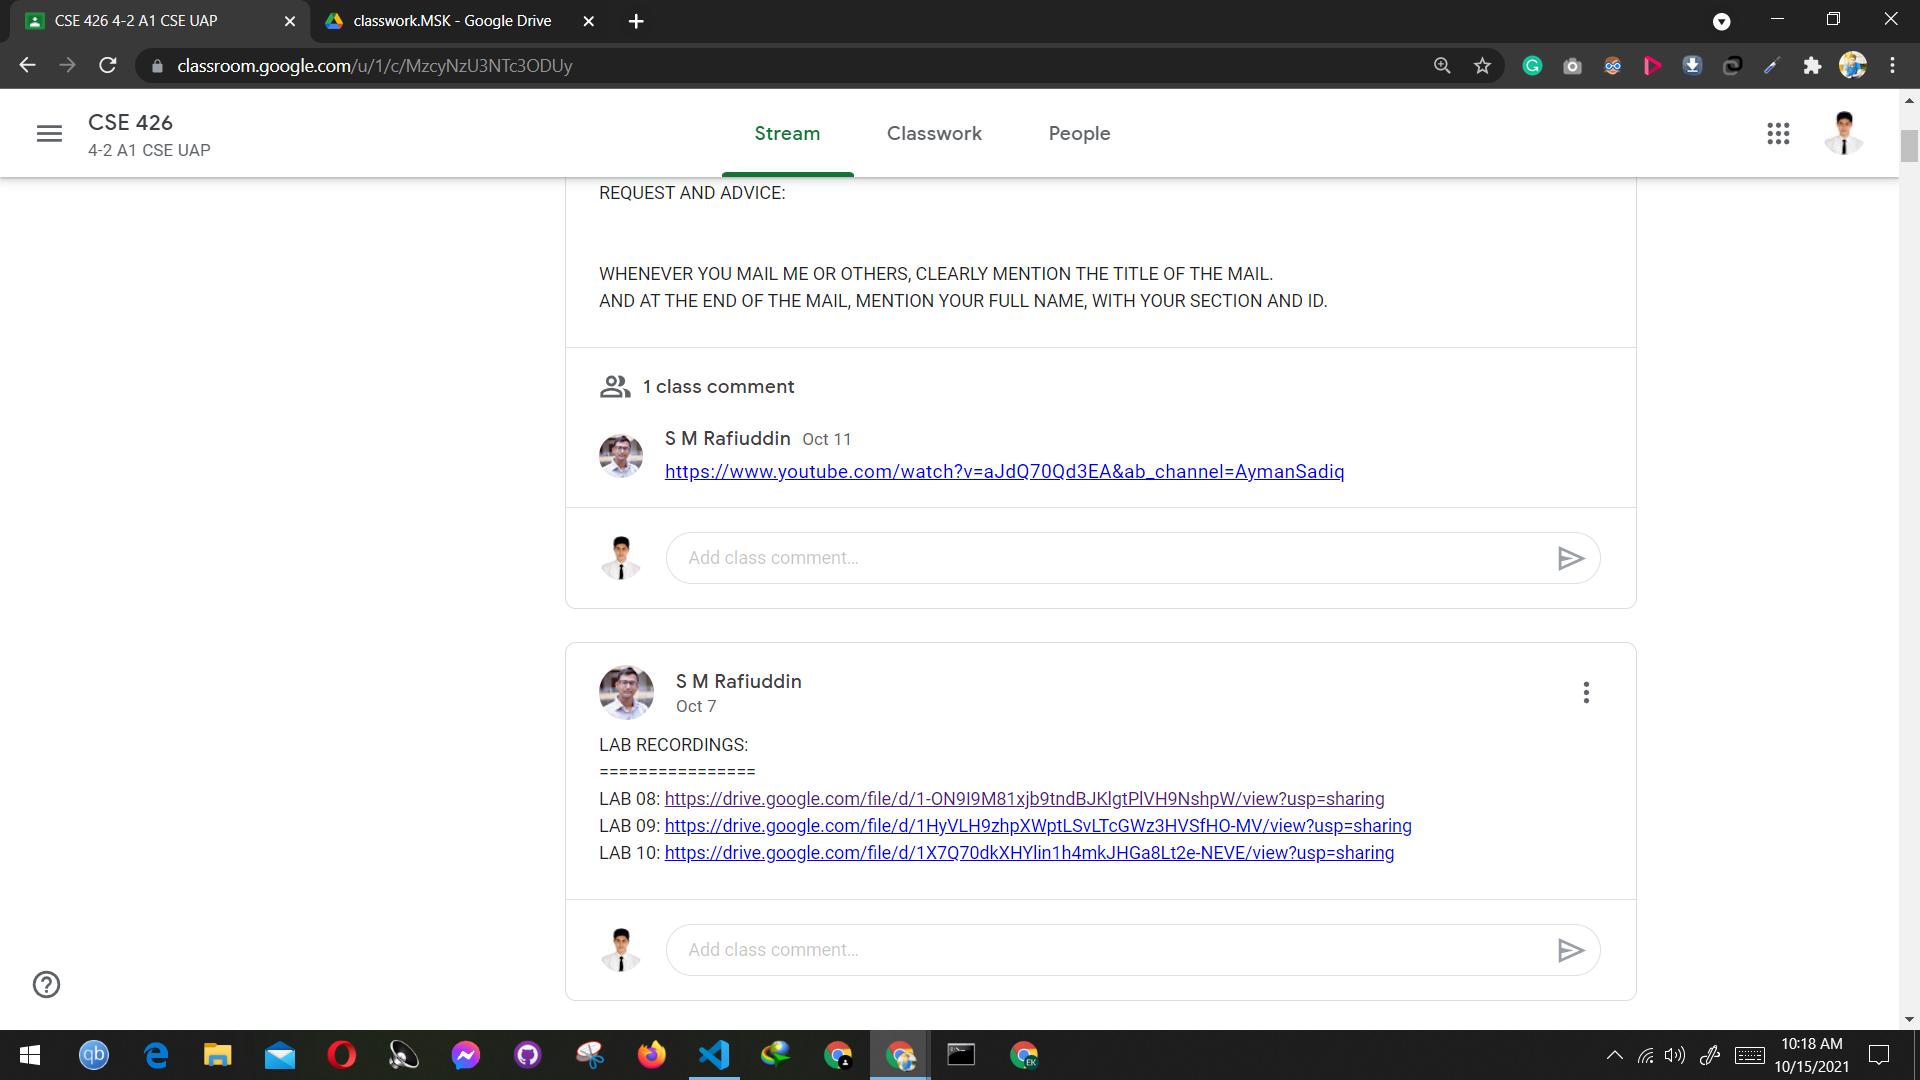 CSE 426 4-2 A1 CSE UAP
classwork.MSK - Google Drive
classroom.google.com/u/1/c/MzcyNzU3NTc3ODUy
CSE 426
4-2 A1 CSE UAP
Stream
Classwork
People
REQUEST AND ADVICE:
WHENEVER YOU MAIL ME OR OTHERS, CLEARLY MENTION THE TITLE OF THE MAIL.
AND AT THE END OF THE MAIL, MENTION YOUR FULL NAME, WITH YOUR SECTION AND ID.
1 class comment
S M Rafiuddin Oct 11
https://www.youtube.com/watch?v=aJdQ70Qd3EA&ab_channel=AymanSadiq
Add class comment...
S M Rafiuddin
Oct 7
LAB RECORDINGS:
================
LAB 08: https://drive.google.com/file/d/1-ON9I9M81xjb9tndBJKlgtPlVH9NshpW/view?usp=sharing
LAB 09: https://drive.google.com/file/d/1HyVLH9zhpXWptLSvLTcGWz3HVSfHO-MV/view?usp=sharing
LAB 10: https://drive.google.com/file/d/1X7Q70dkXHYlin1h4mkJHGa8Lt2e-NEVE/view?usp=sharing
Add class comment...
qb
EK
10:18 AM
10/15/2021